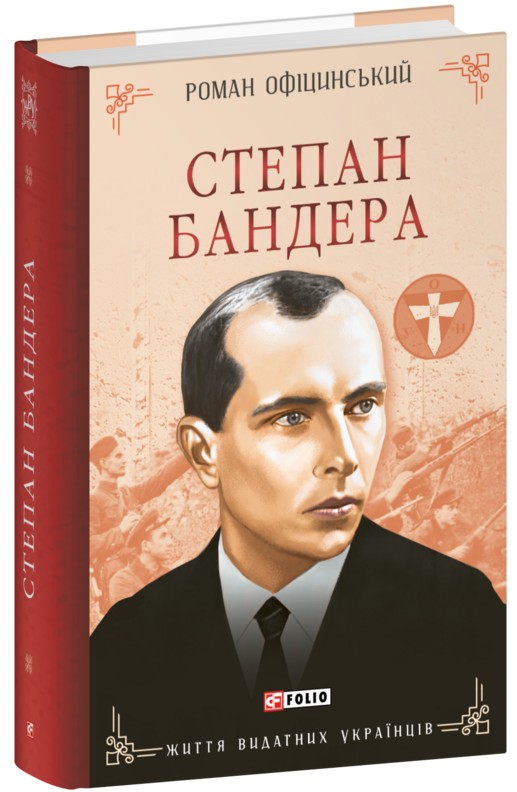 РОМАН ОФІЦИНСЬКИЙ
СТЕПАН
БАНДЕРА
О
У Н
FOLIO
ЖИТТЯ ВИДАТНИХ УКРАЇНЦІВ
СТЕПАН БАНДЕРА